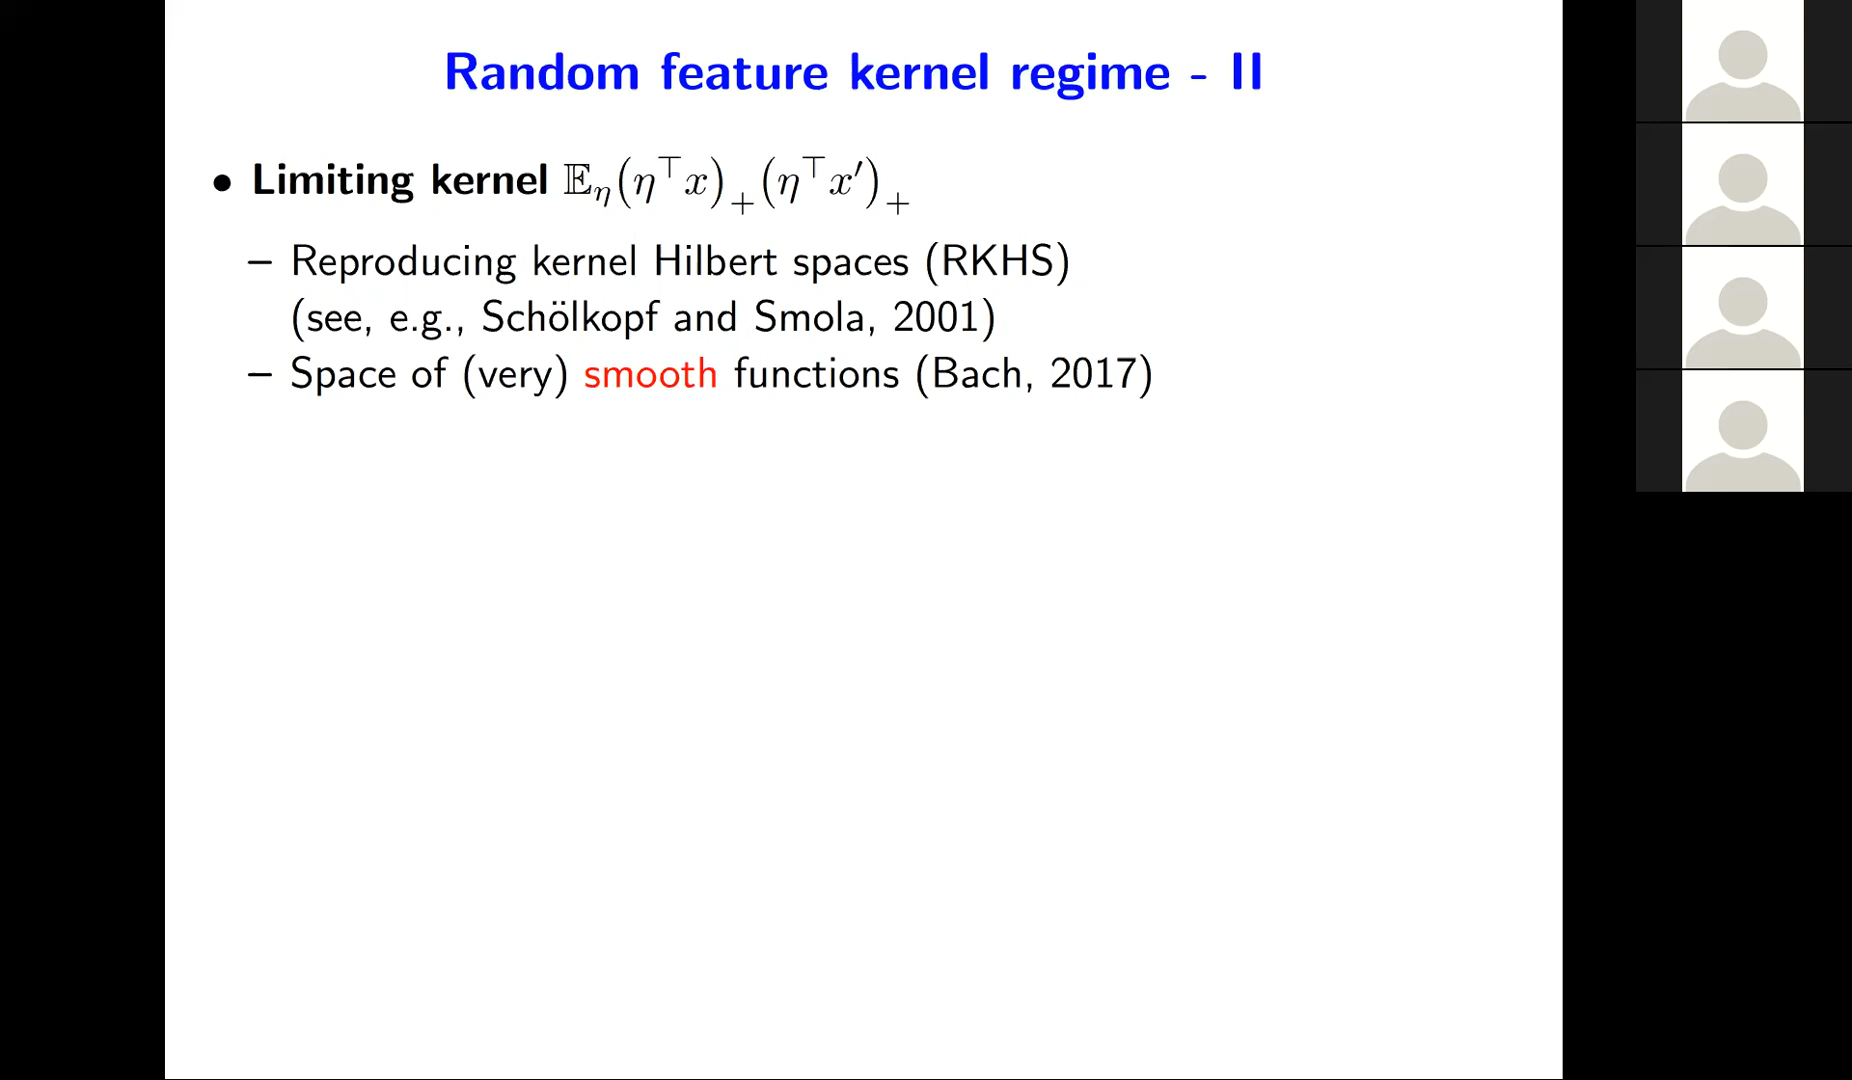 Random feature kernel regime - II
• Limiting kernel 𝔼_η(η^⊤x)_+(η^⊤x′)_+
– Reproducing kernel Hilbert spaces (RKHS)
(see, e.g., Schölkopf and Smola, 2001)
– Space of (very) smooth functions (Bach, 2017)